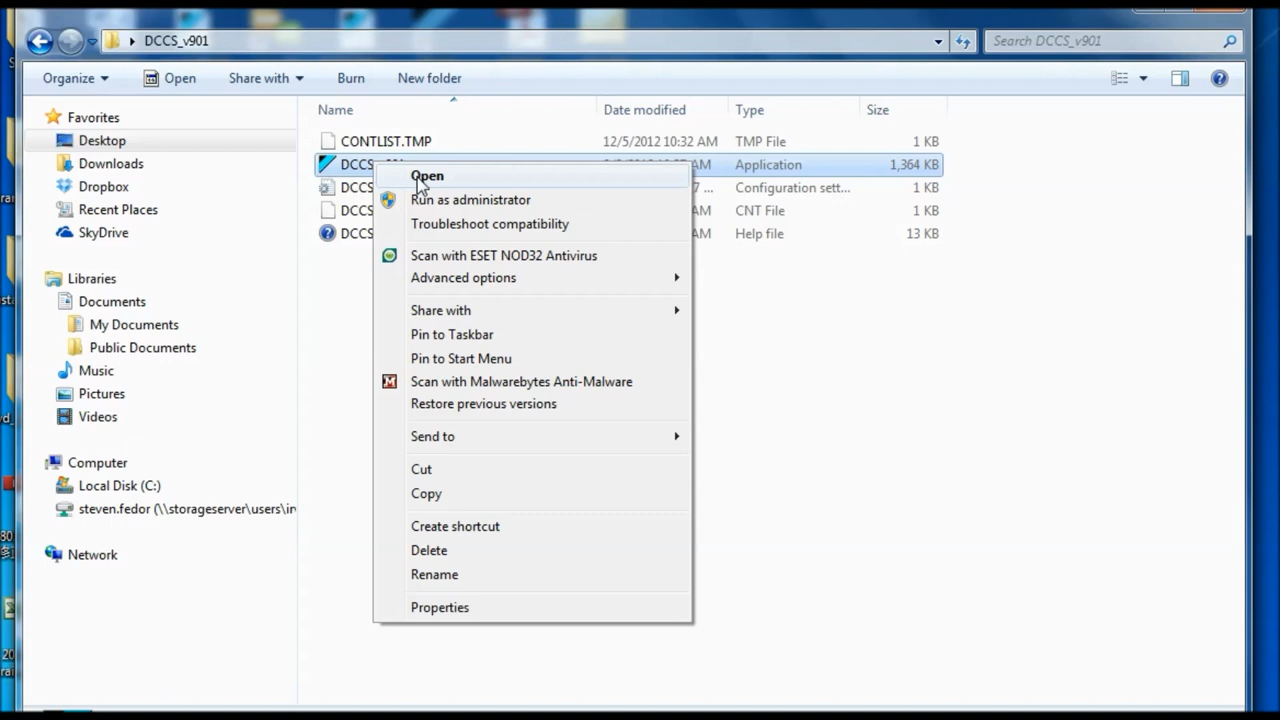 DCCS_v901
Search DCCS_v901
Organize
Open
Share with
Burn
New folder
Name
Date modified
Type
Size
Favorites
Desktop
Downloads
Dropbox
Recent Places
SkyDrive
Libraries
Documents
My Documents
Public Documents
Music
Pictures
Videos
Computer
Local Disk (C:)
steven.fedor (\\storageserver\users\in
Network
CONTLIST.TMP 12/5/2012 10:32 AM TMP File 1 KB
DCCS AM Application 1,364 KB
DCCS 7 ... Configuration sett... 1 KB
DCCS AM CNT File 1 KB
DCCS AM Help file 13 KB
Open
Run as administrator
Troubleshoot compatibility
Scan with ESET NOD32 Antivirus
Advanced options
Share with
Pin to Taskbar
Pin to Start Menu
Scan with Malwarebytes Anti-Malware
Restore previous versions
Send to
Cut
Copy
Create shortcut
Delete
Rename
Properties